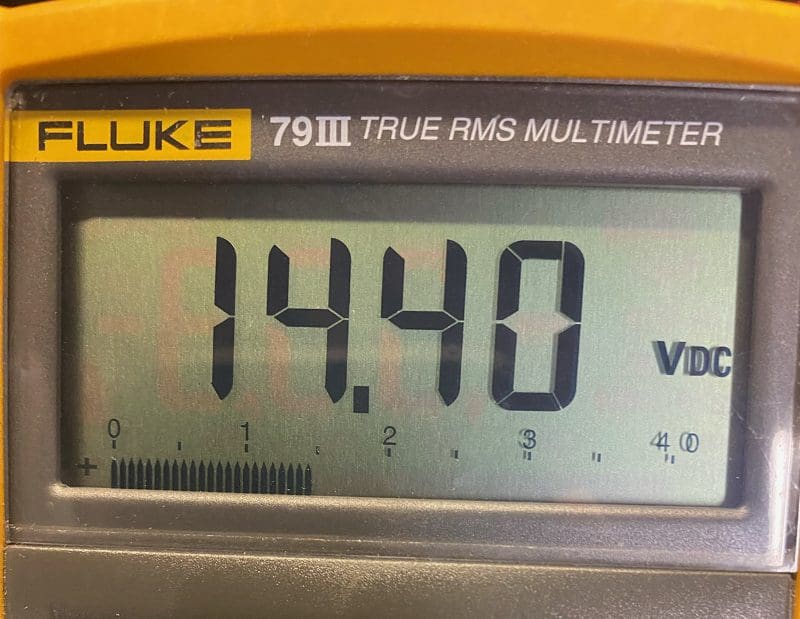 FLUKE 79III TRUE RMS MULTIMETER
14.40
VDC
0 1 2 3 40
+